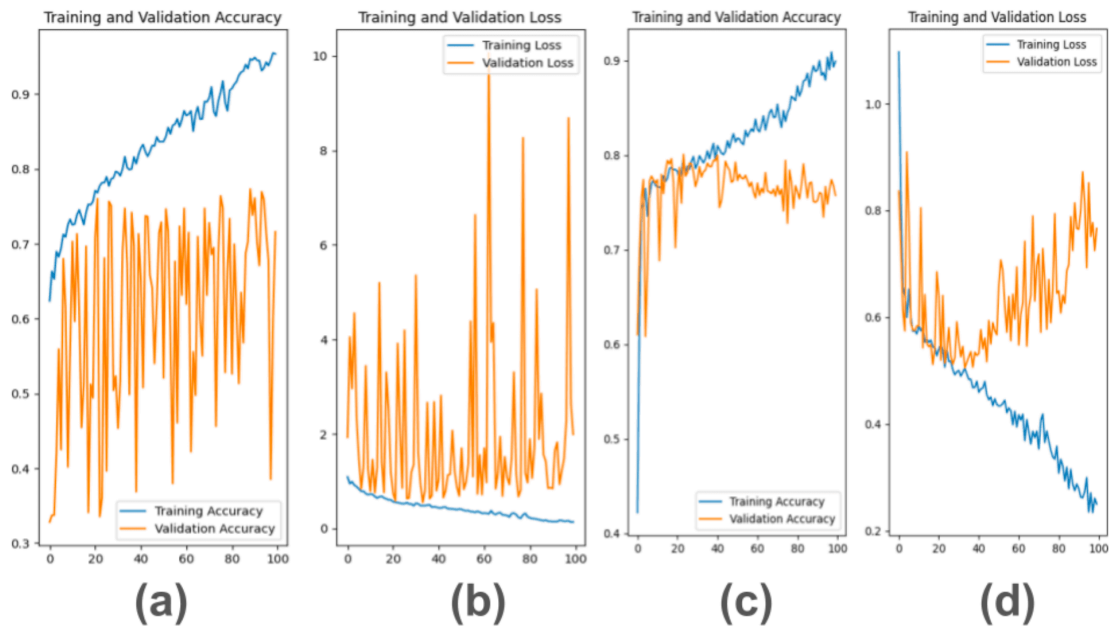 Training and Validation Accuracy
0.9
0.8
0.7
0.6
0.5
0.4
0.3
0 20 40 60 80 100
Training Accuracy
Validation Accuracy
(a)
Training and Validation Loss
10
8
6
4
2
0
0 20 40 60 80 100
Training Loss
Validation Loss
(b)
Training and Validation Accuracy
0.9
0.8
0.7
0.6
0.5
0.4
0 20 40 60 80 100
Training Accuracy
Validation Accuracy
(c)
Training and Validation Loss
1.0
0.8
0.6
0.4
0.2
0 20 40 60 80 100
Training Loss
Validation Loss
(d)